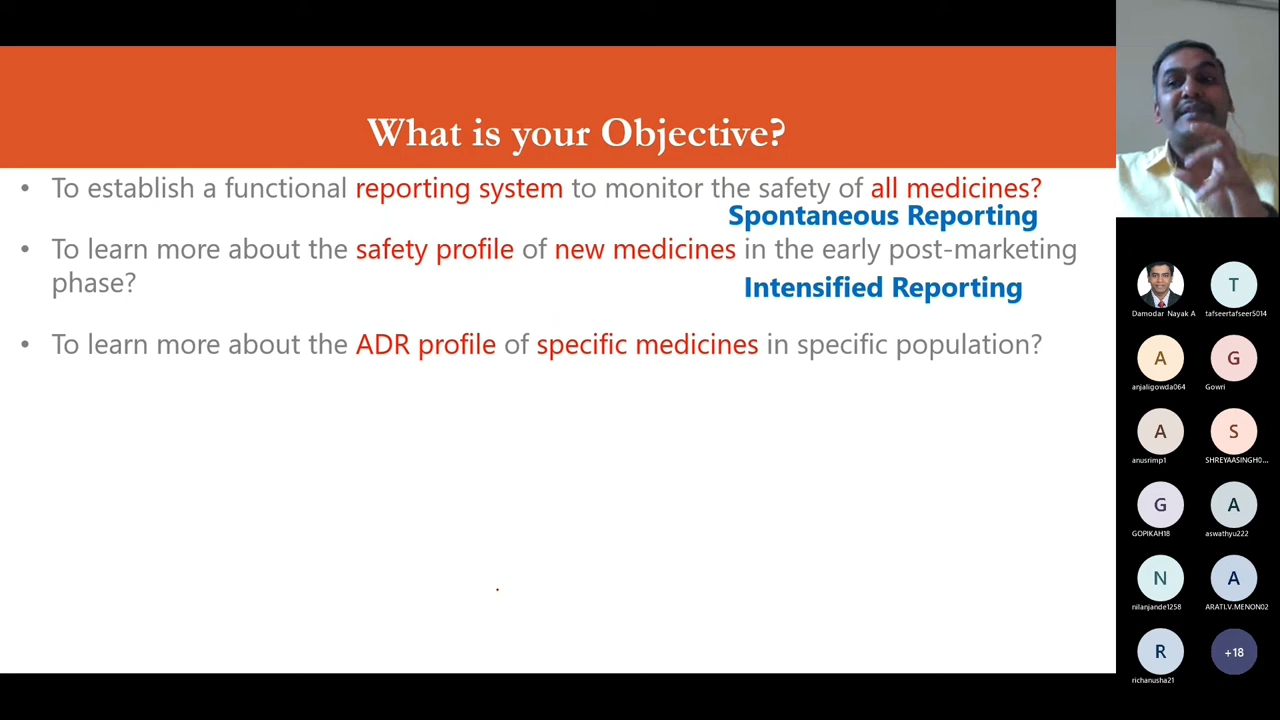 What is your Objective?
• To establish a functional reporting system to monitor the safety of all medicines?
Spontaneous Reporting
• To learn more about the safety profile of new medicines in the early post-marketing
phase?
Intensified Reporting
• To learn more about the ADR profile of specific medicines in specific population?
Damodar Nayak A
T
tafseertafseer5014
A
anjaligowda064
G
Gowri
A
anusrimp1
S
SHREYAASINGH0...
G
GOPIKAH18
A
aswathyu222
N
nilanjande1258
A
ARATI.V.MENON02
R
richanusha21
+18